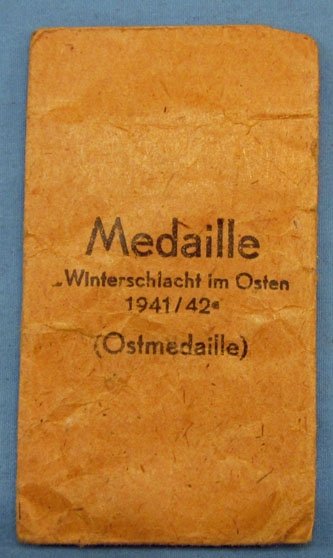 Medaille
„Winterschlacht im Osten
1941/42“
(Ostmedaille)